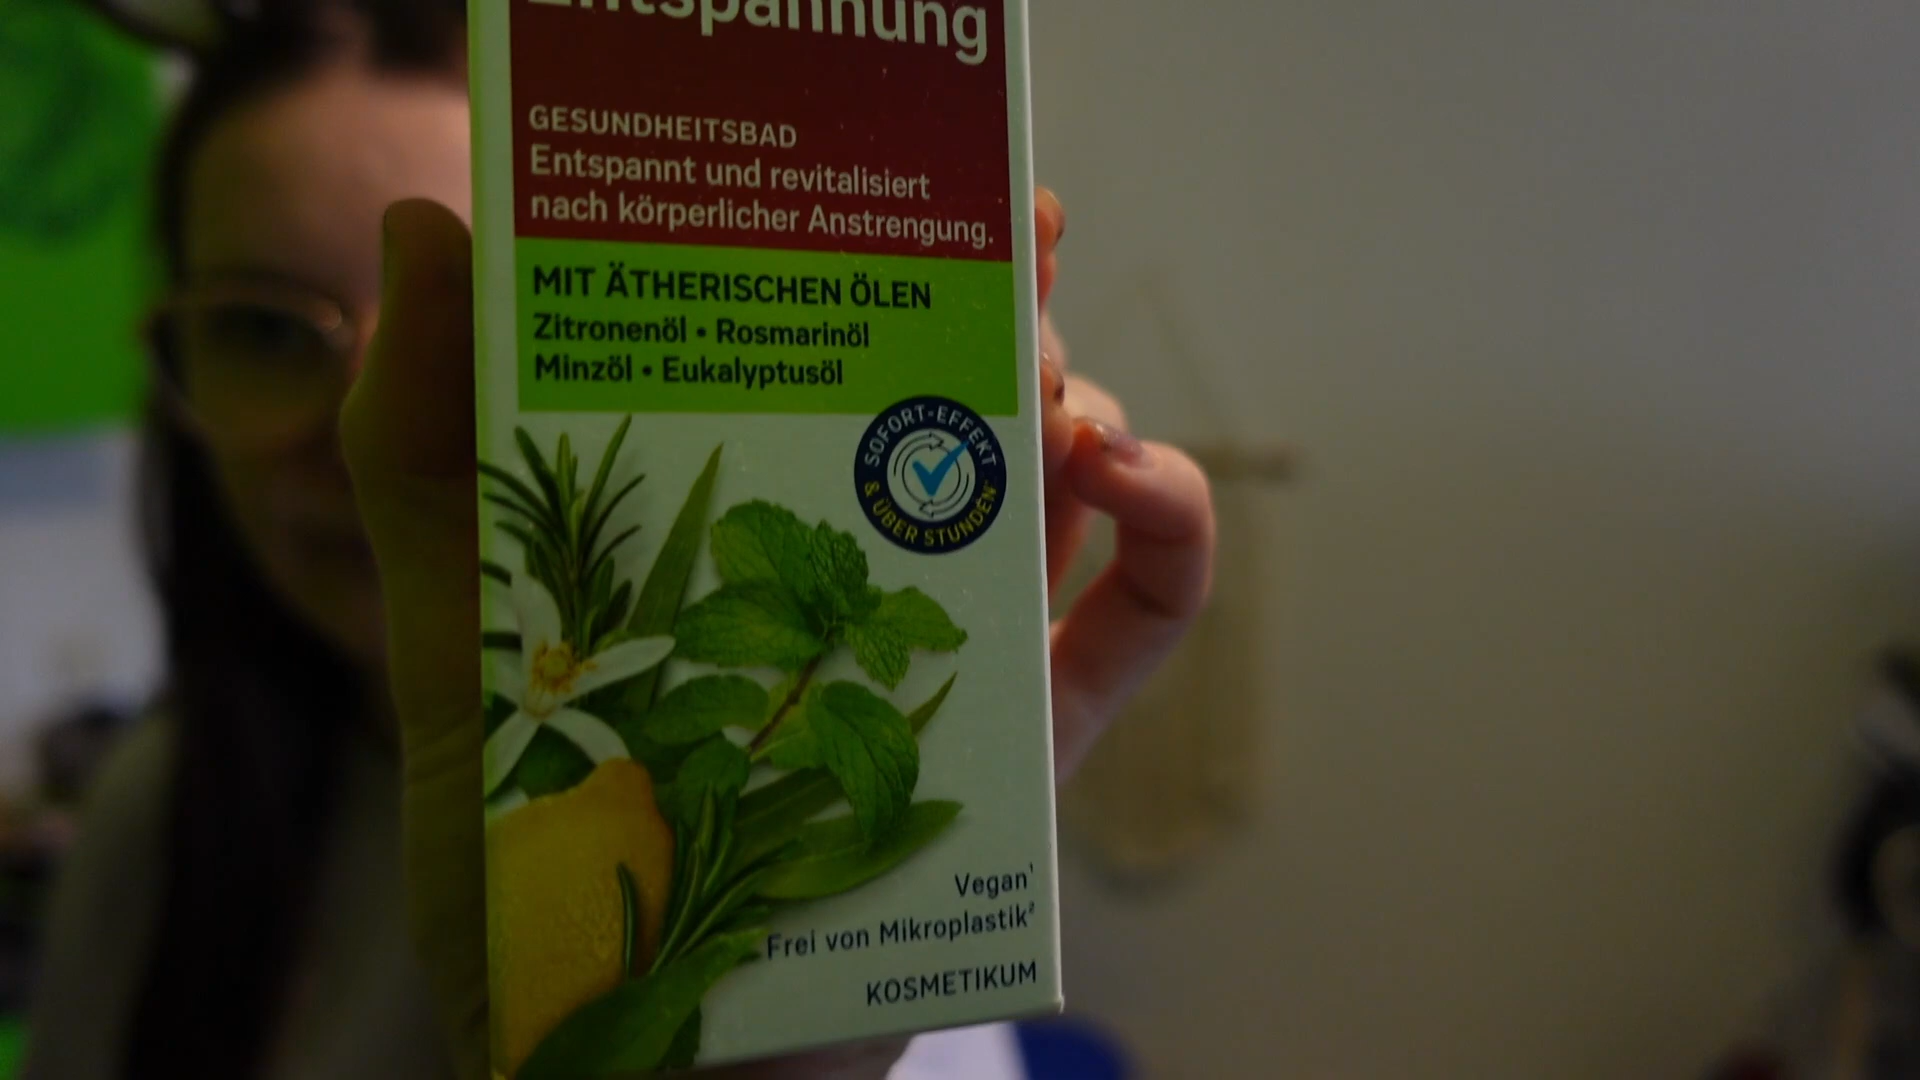 Entspannung
GESUNDHEITSBAD
Entspannt und revitalisiert
nach körperlicher Anstrengung.
MIT ÄTHERISCHEN ÖLEN
Zitronenöl • Rosmarinöl
Minzöl • Eukalyptusöl
SOFORT-EFFEKT
& ÜBER STUNDEN*
Vegan¹
Frei von Mikroplastik²
KOSMETIKUM